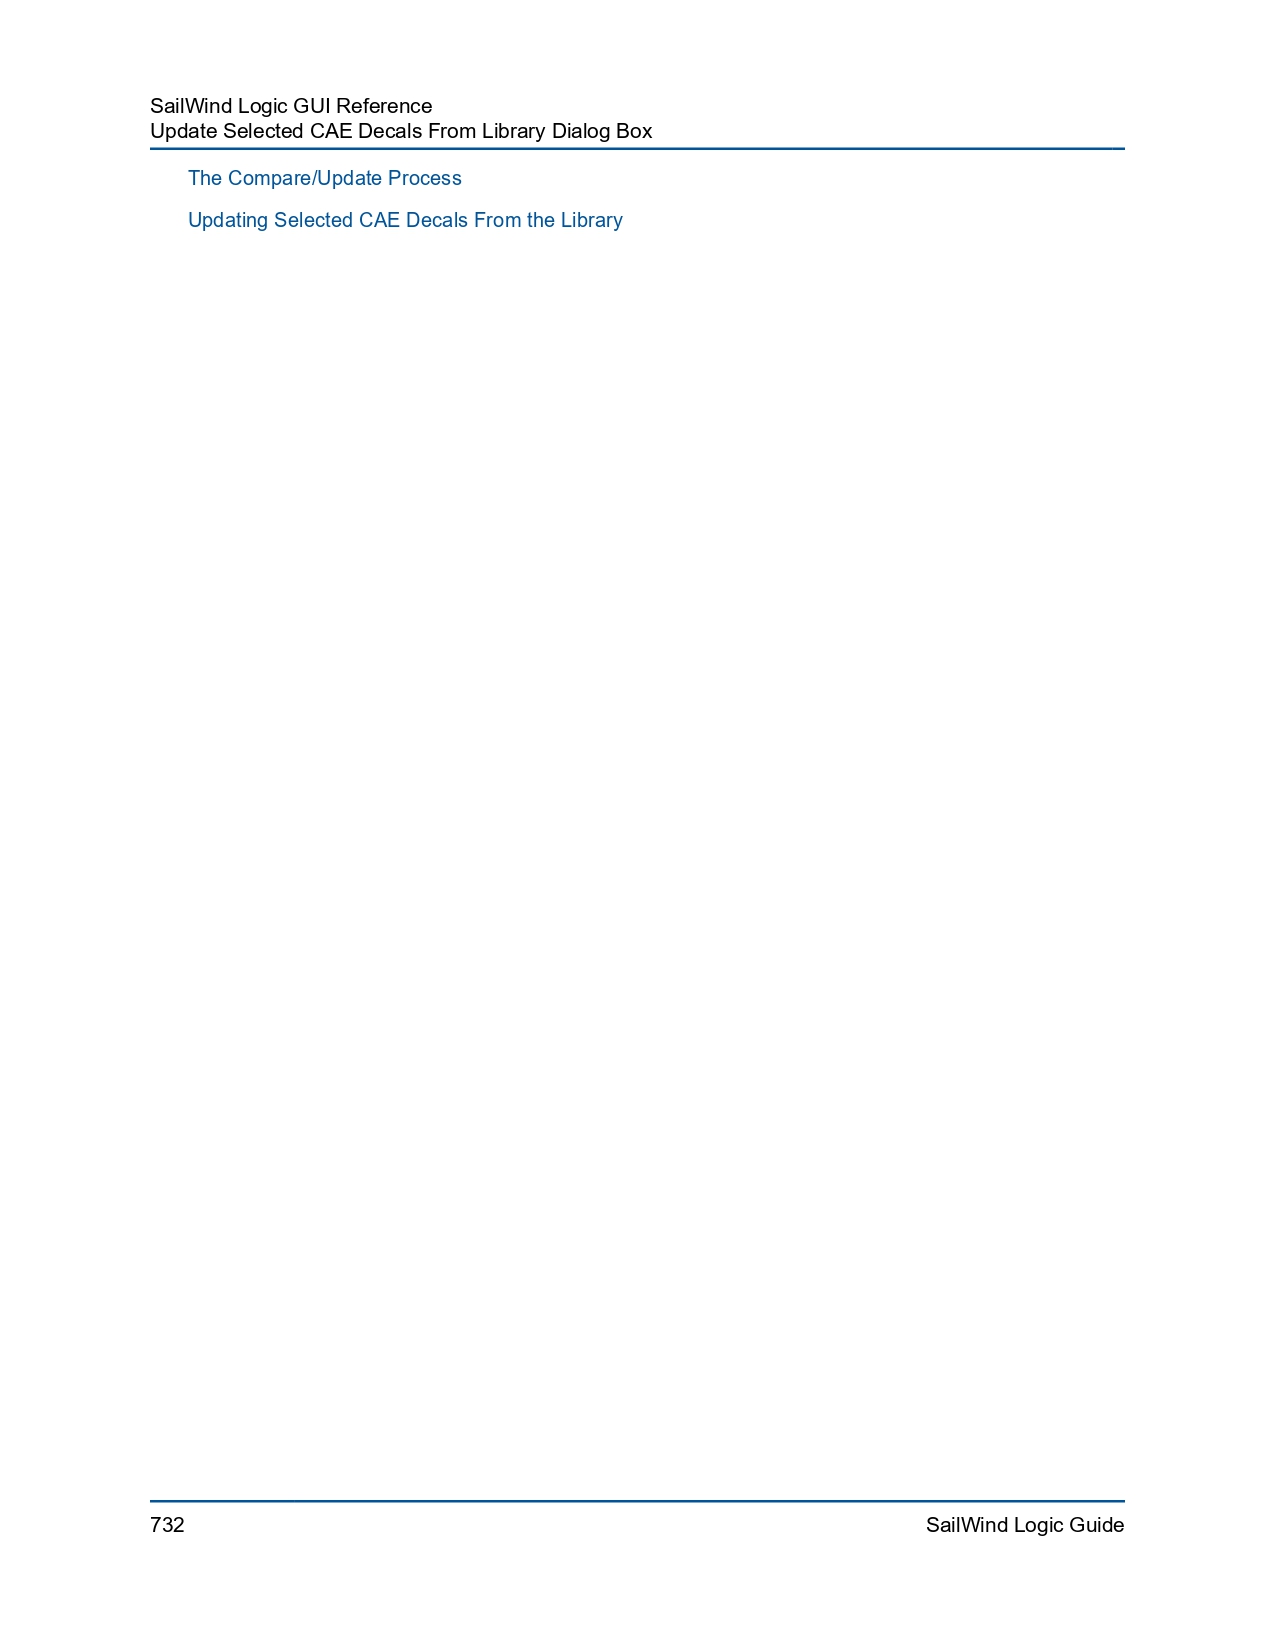 SailWind Logic GUI Reference
Update Selected CAE Decals From Library Dialog Box
The Compare/Update Process
Updating Selected CAE Decals From the Library
732
SailWind Logic Guide